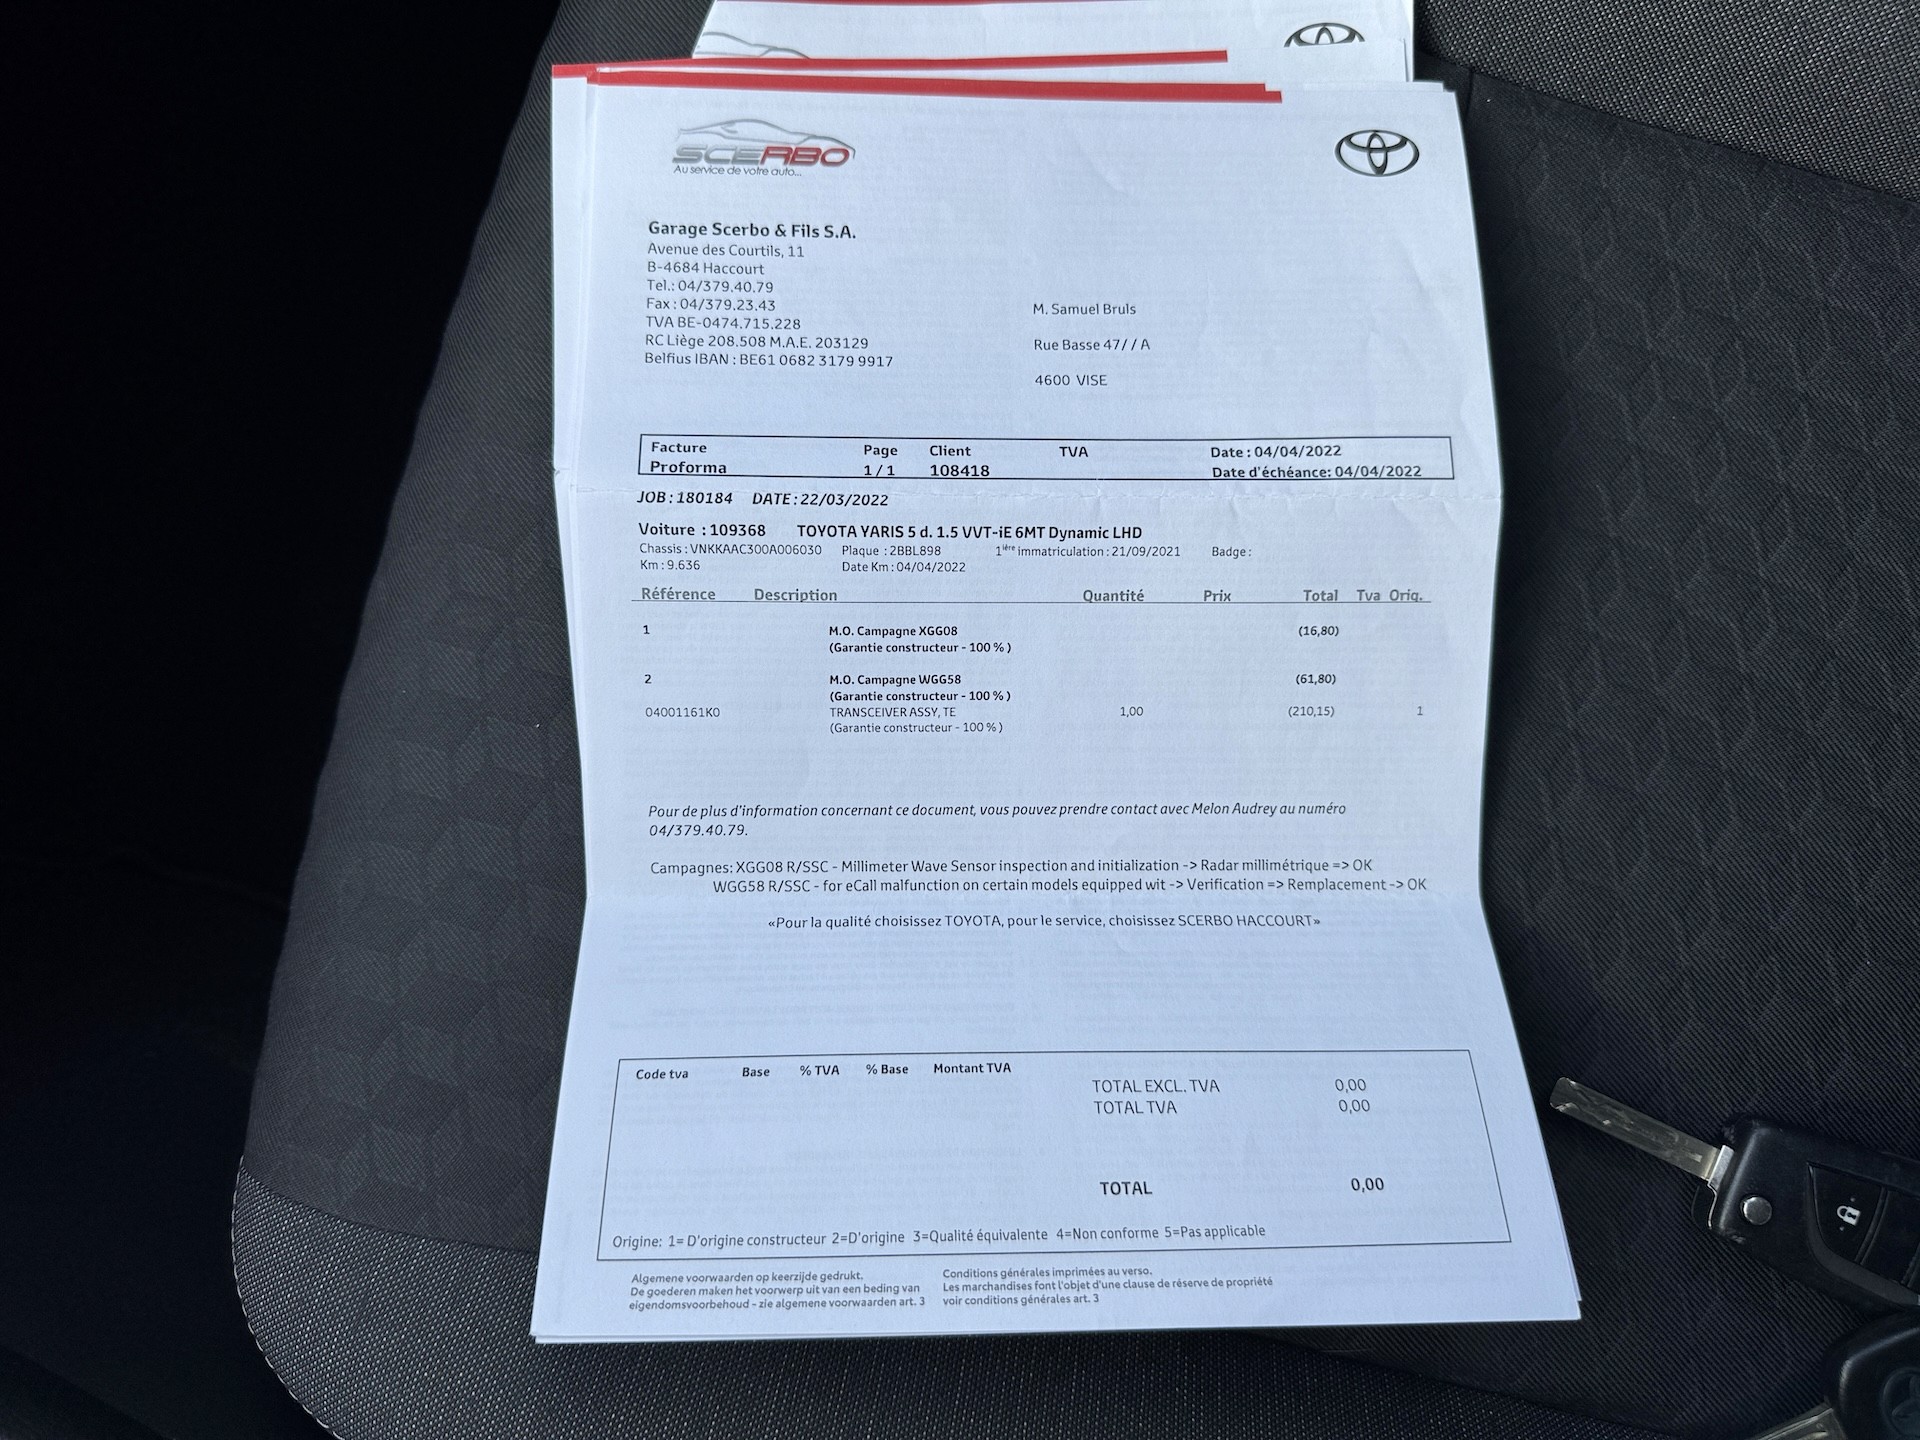 SCERBO
Au service de votre auto...
Garage Scerbo & Fils S.A.
Avenue des Courtils, 11
B-4684 Haccourt
Tel.: 04/379.40.79
Fax : 04/379.23.43
TVA BE-0474.715.228
RC Liège 208.508 M.A.E. 203129
Belfius IBAN : BE61 0682 3179 9917
M. Samuel Bruls
Rue Basse 47/ / A
4600 VISE
Facture Page Client TVA Date : 04/04/2022
Proforma 1 / 1 108418 Date d'échéance: 04/04/2022
JOB : 180184 DATE : 22/03/2022
Voiture : 109368 TOYOTA YARIS 5 d. 1.5 VVT-iE 6MT Dynamic LHD
Chassis : VNKKAAC300A006030 Plaque : 2BBL898 1ière immatriculation : 21/09/2021 Badge :
Km : 9.636 Date Km : 04/04/2022
Référence Description Quantité Prix Total Tva Orig.
1 M.O. Campagne XGG08 (16,80)
(Garantie constructeur - 100 % )
2 M.O. Campagne WGG58 (61,80)
(Garantie constructeur - 100 % )
04001161K0 TRANSCEIVER ASSY, TE 1,00 (210,15) 1
(Garantie constructeur - 100 % )
Pour de plus d'information concernant ce document, vous pouvez prendre contact avec Melon Audrey au numéro
04/379.40.79.
Campagnes: XGG08 R/SSC - Millimeter Wave Sensor inspection and initialization -> Radar millimétrique => OK
WGG58 R/SSC - for eCall malfunction on certain models equipped wit -> Verification => Remplacement -> OK
«Pour la qualité choisissez TOYOTA, pour le service, choisissez SCERBO HACCOURT»
Code tva Base % TVA % Base Montant TVA
TOTAL EXCL. TVA 0,00
TOTAL TVA 0,00
TOTAL 0,00
Origine: 1= D'origine constructeur 2=D'origine 3=Qualité équivalente 4=Non conforme 5=Pas applicable
Algemene voorwaarden op keerzijde gedrukt.
De goederen maken het voorwerp uit van een beding van
eigendomsvoorbehoud - zie algemene voorwaarden art. 3
Conditions générales imprimées au verso.
Les marchandises font l'objet d'une clause de réserve de propriété
voir conditions générales art. 3